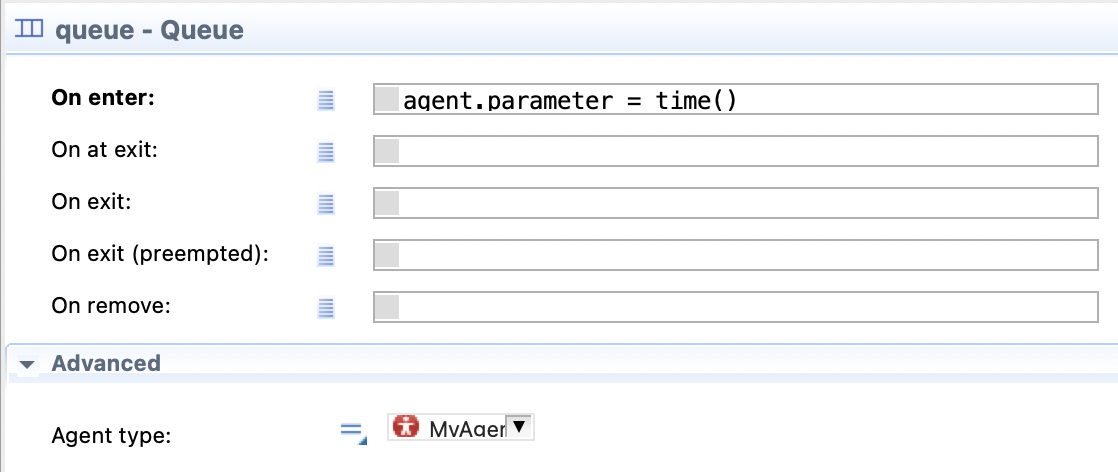 queue - Queue
On enter: agent.parameter = time()
On at exit:
On exit:
On exit (preempted):
On remove:
Advanced
Agent type: MyAgen